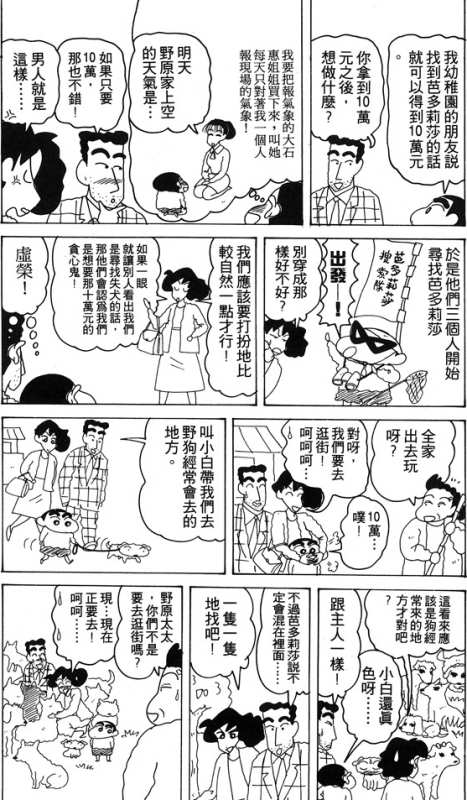 我幼稚園的朋友說
找到芭多莉莎的話
就可以得到10萬元
你拿到10萬
元之後，
想做什麼？
我要把報氣象的大石
惠姐姐買下來，叫她
每天只對著我一個人
報現場的氣象！
明天
野原家上空
的天氣是…
如果只要
10萬，
那也不錯！
男人就是
這樣……
於是他們三個人開始
尋找芭多莉莎
芭多莉莎
搜索隊
出發——！
別穿成那
樣好不好？
我們應該要打扮地比
較自然一點才行！
如果一眼
就讓別人看出我們
是尋找失犬的話，
那他們會認為我們
是想要那十萬元的
貪心鬼！
虛榮！
全家
出去玩
呀？
對呀，
我們要去
逛街！
呵呵呵…
10萬…
噗！
叫小白帶我們去
野狗經常會去的
地方。
這看來應
該是狗經
常來的地
方才對吧
？
小白還真
色呀……
跟主人一樣！
不過芭多莉莎說不
定會混在裡面……
一隻一隻
地找吧！
野原太太
，你們不是
要去逛街嗎？
現…現在
正要去！
呵呵……